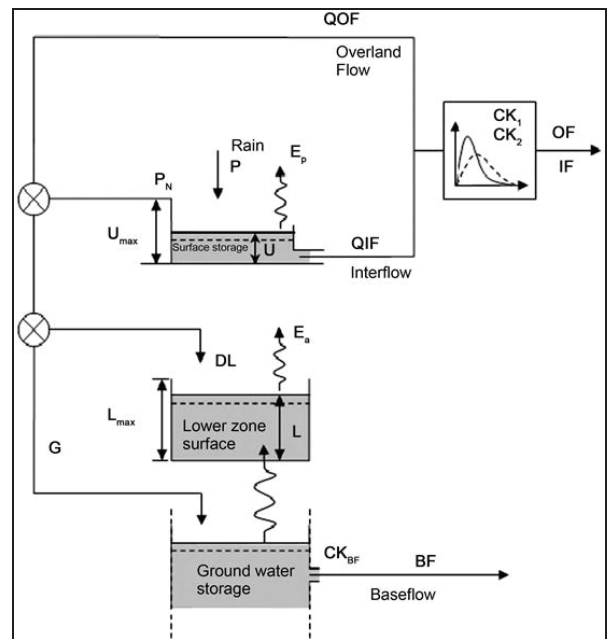 QOF
Overland
Flow
CK1
CK2
OF
IF
Rain
P
Ep
PN
Umax
Surface storage
U
QIF
Interflow
Ea
DL
Lmax
Lower zone
surface
L
G
Ground water
storage
CKBF
BF
Baseflow